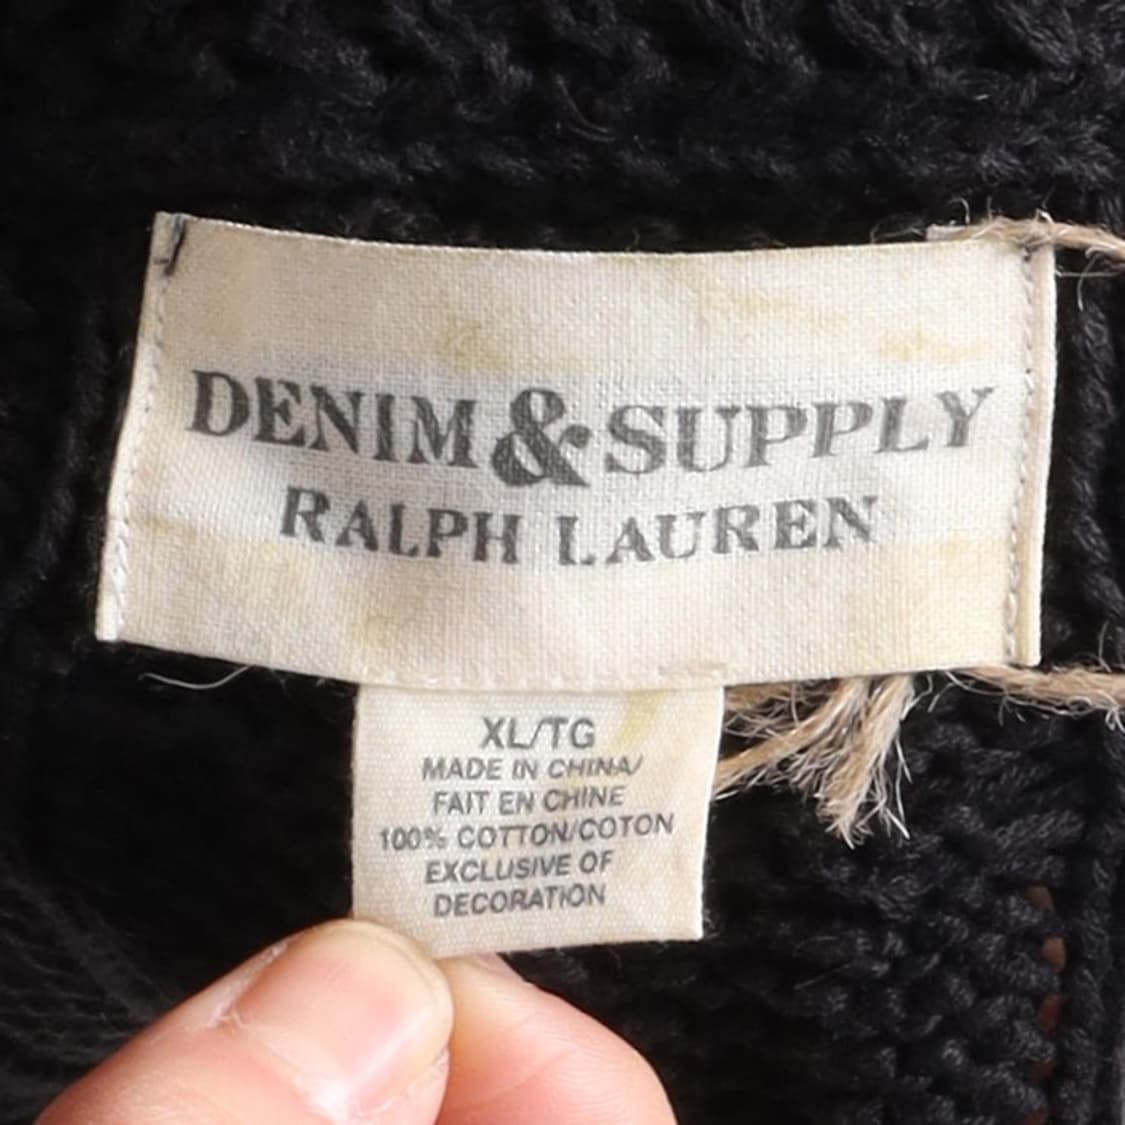 DENIM & SUPPLY
RALPH LAUREN
XL/TG
MADE IN CHINA/
FAIT EN CHINE
100% COTTON/COTON
EXCLUSIVE OF
DECORATION